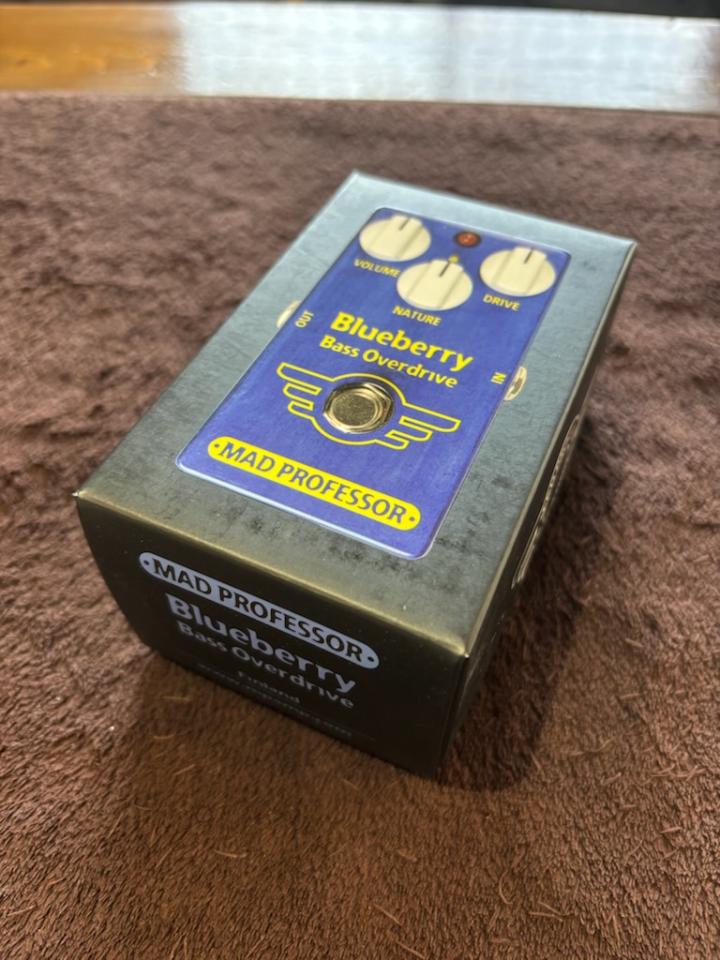 VOLUME
NATURE
DRIVE
OUT
IN
Blueberry
Bass Overdrive
·MAD PROFESSOR·
·MAD PROFESSOR·
Blueberry
Bass Overdrive
Finland